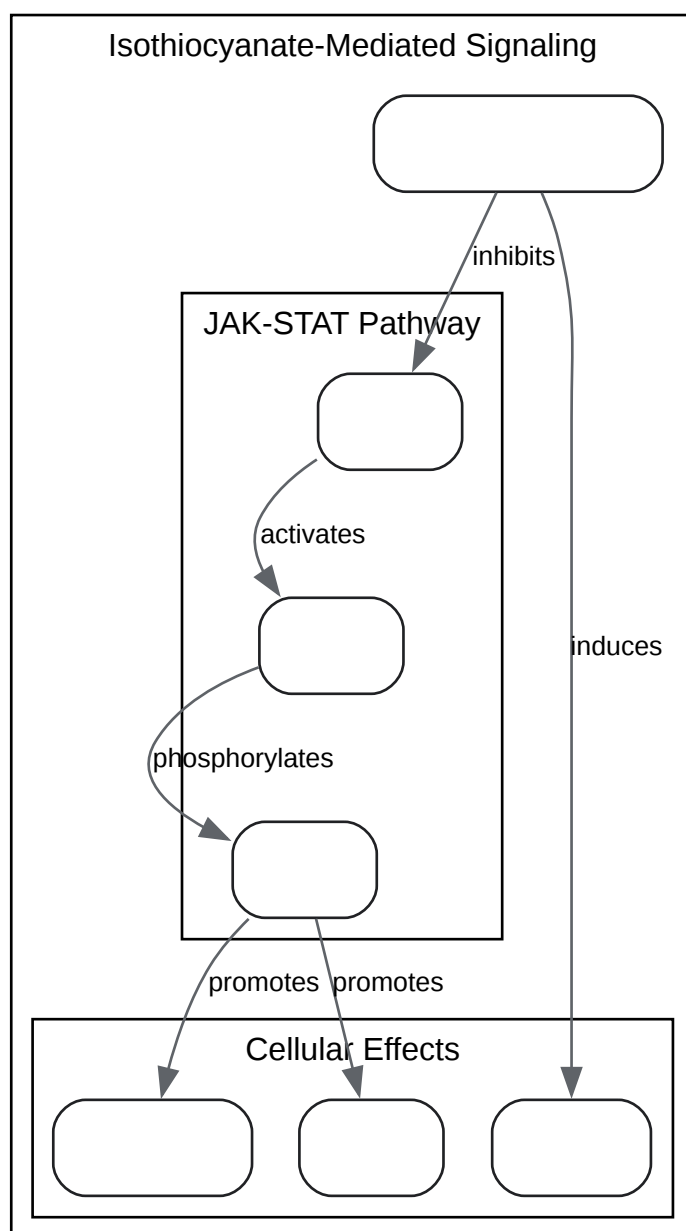 Isothiocyanate-Mediated Signaling
inhibits
JAK-STAT Pathway
activates
induces
phosphorylates
promotes
promotes
Cellular Effects